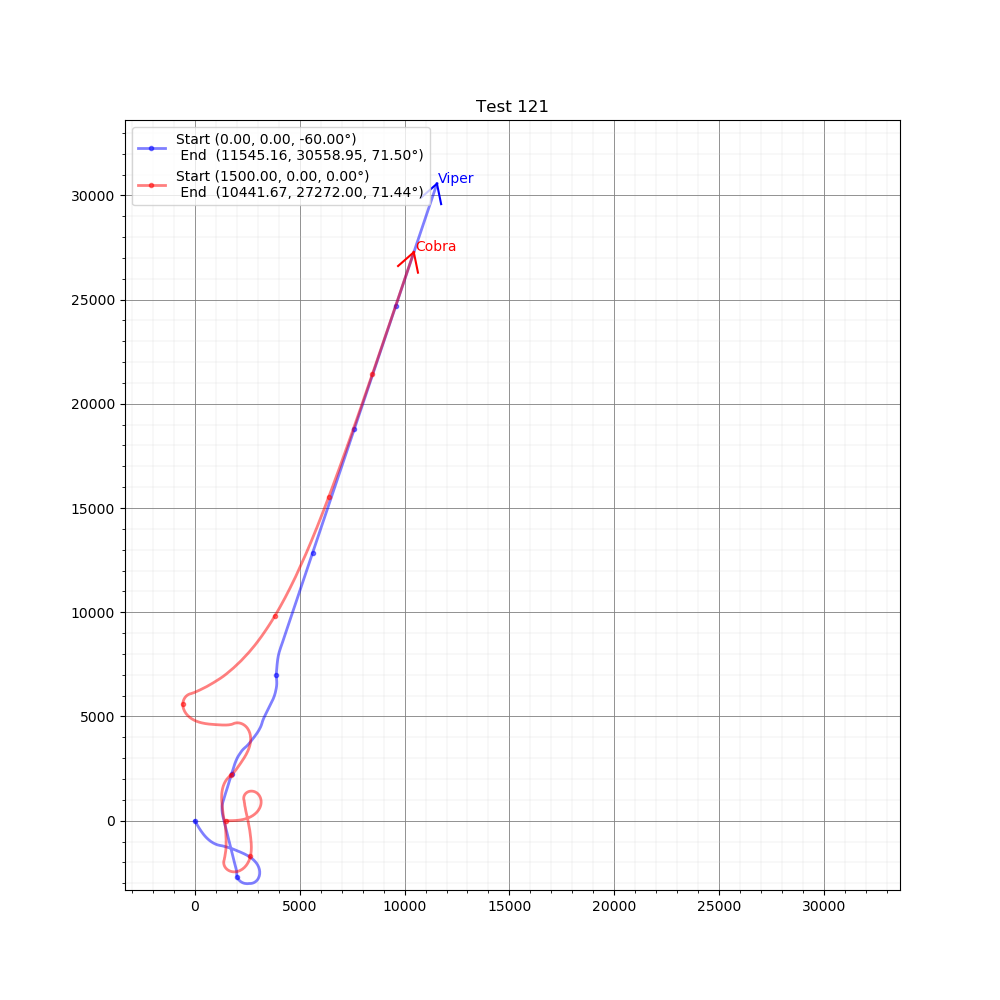 Test 121
Start (0.00, 0.00, -60.00°)
End (11545.16, 30558.95, 71.50°)
Start (1500.00, 0.00, 0.00°)
End (10441.67, 27272.00, 71.44°)
Viper
Cobra
30000
25000
20000
15000
10000
5000
0
0 5000 10000 15000 20000 25000 30000